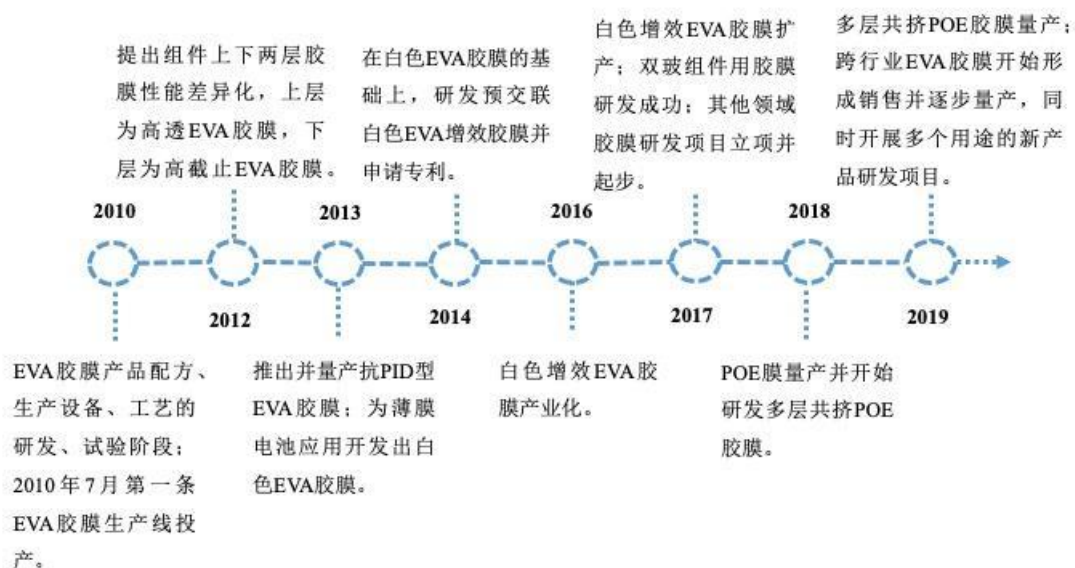 提出组件上下两层胶
膜性能差异化，上层
为高透EVA胶膜，下
层为高截止EVA胶膜。
在白色EVA胶膜的基
础上，研发预交联
白色EVA增效胶膜并
申请专利。
白色增效EVA胶膜扩
产；双玻组件用胶膜
研发成功；其他领域
胶膜研发项目立项并
起步。
多层共挤POE胶膜量产；
跨行业EVA胶膜开始形
成销售并逐步量产，同
时开展多个用途的新产
品研发项目。
2010
2013
2016
2018
2012
2014
2017
2019
EVA胶膜产品配方、
生产设备、工艺的
研发、试验阶段；
2010年7月第一条
EVA胶膜生产线投
产。
推出并量产抗PID型
EVA胶膜；为薄膜
电池应用开发出白
色EVA胶膜。
白色增效EVA胶
膜产业化。
POE膜量产并开始
研发多层共挤POE
胶膜。